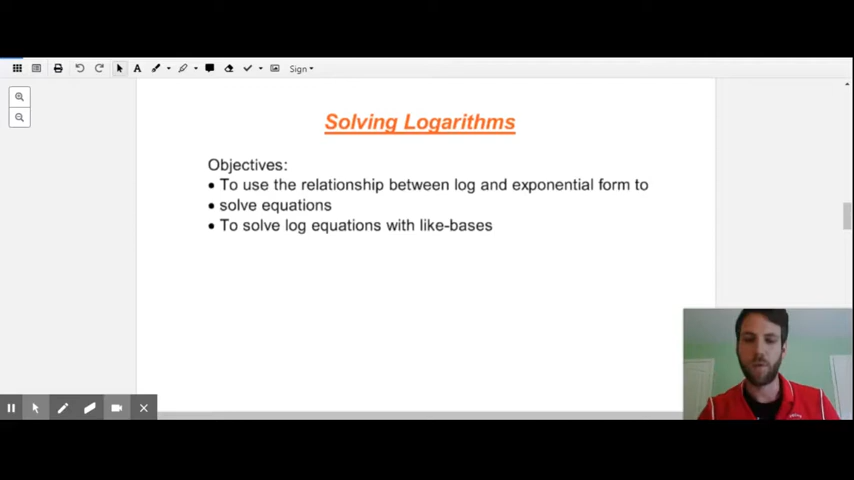 Sign
Solving Logarithms
Objectives:
• To use the relationship between log and exponential form to
• solve equations
• To solve log equations with like-bases